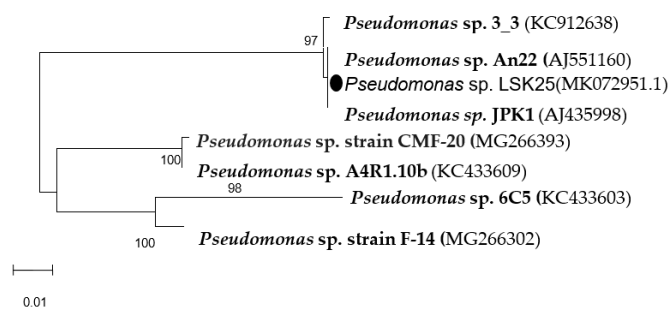 Pseudomonas sp. 3_3 (KC912638)
97
Pseudomonas sp. An22 (AJ551160)
Pseudomonas sp. LSK25(MK072951.1)
Pseudomonas sp. JPK1 (AJ435998)
Pseudomonas sp. strain CMF-20 (MG266393)
100
Pseudomonas sp. A4R1.10b (KC433609)
98
Pseudomonas sp. 6C5 (KC433603)
100
Pseudomonas sp. strain F-14 (MG266302)
0.01